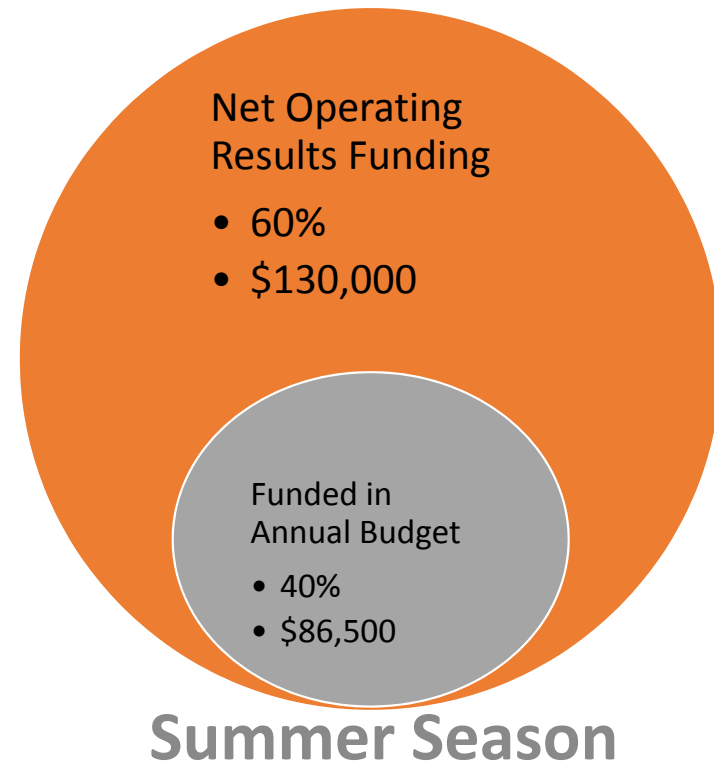 Net Operating
Results Funding
• 60%
• $130,000
Funded in
Annual Budget
• 40%
• $86,500
Summer Season